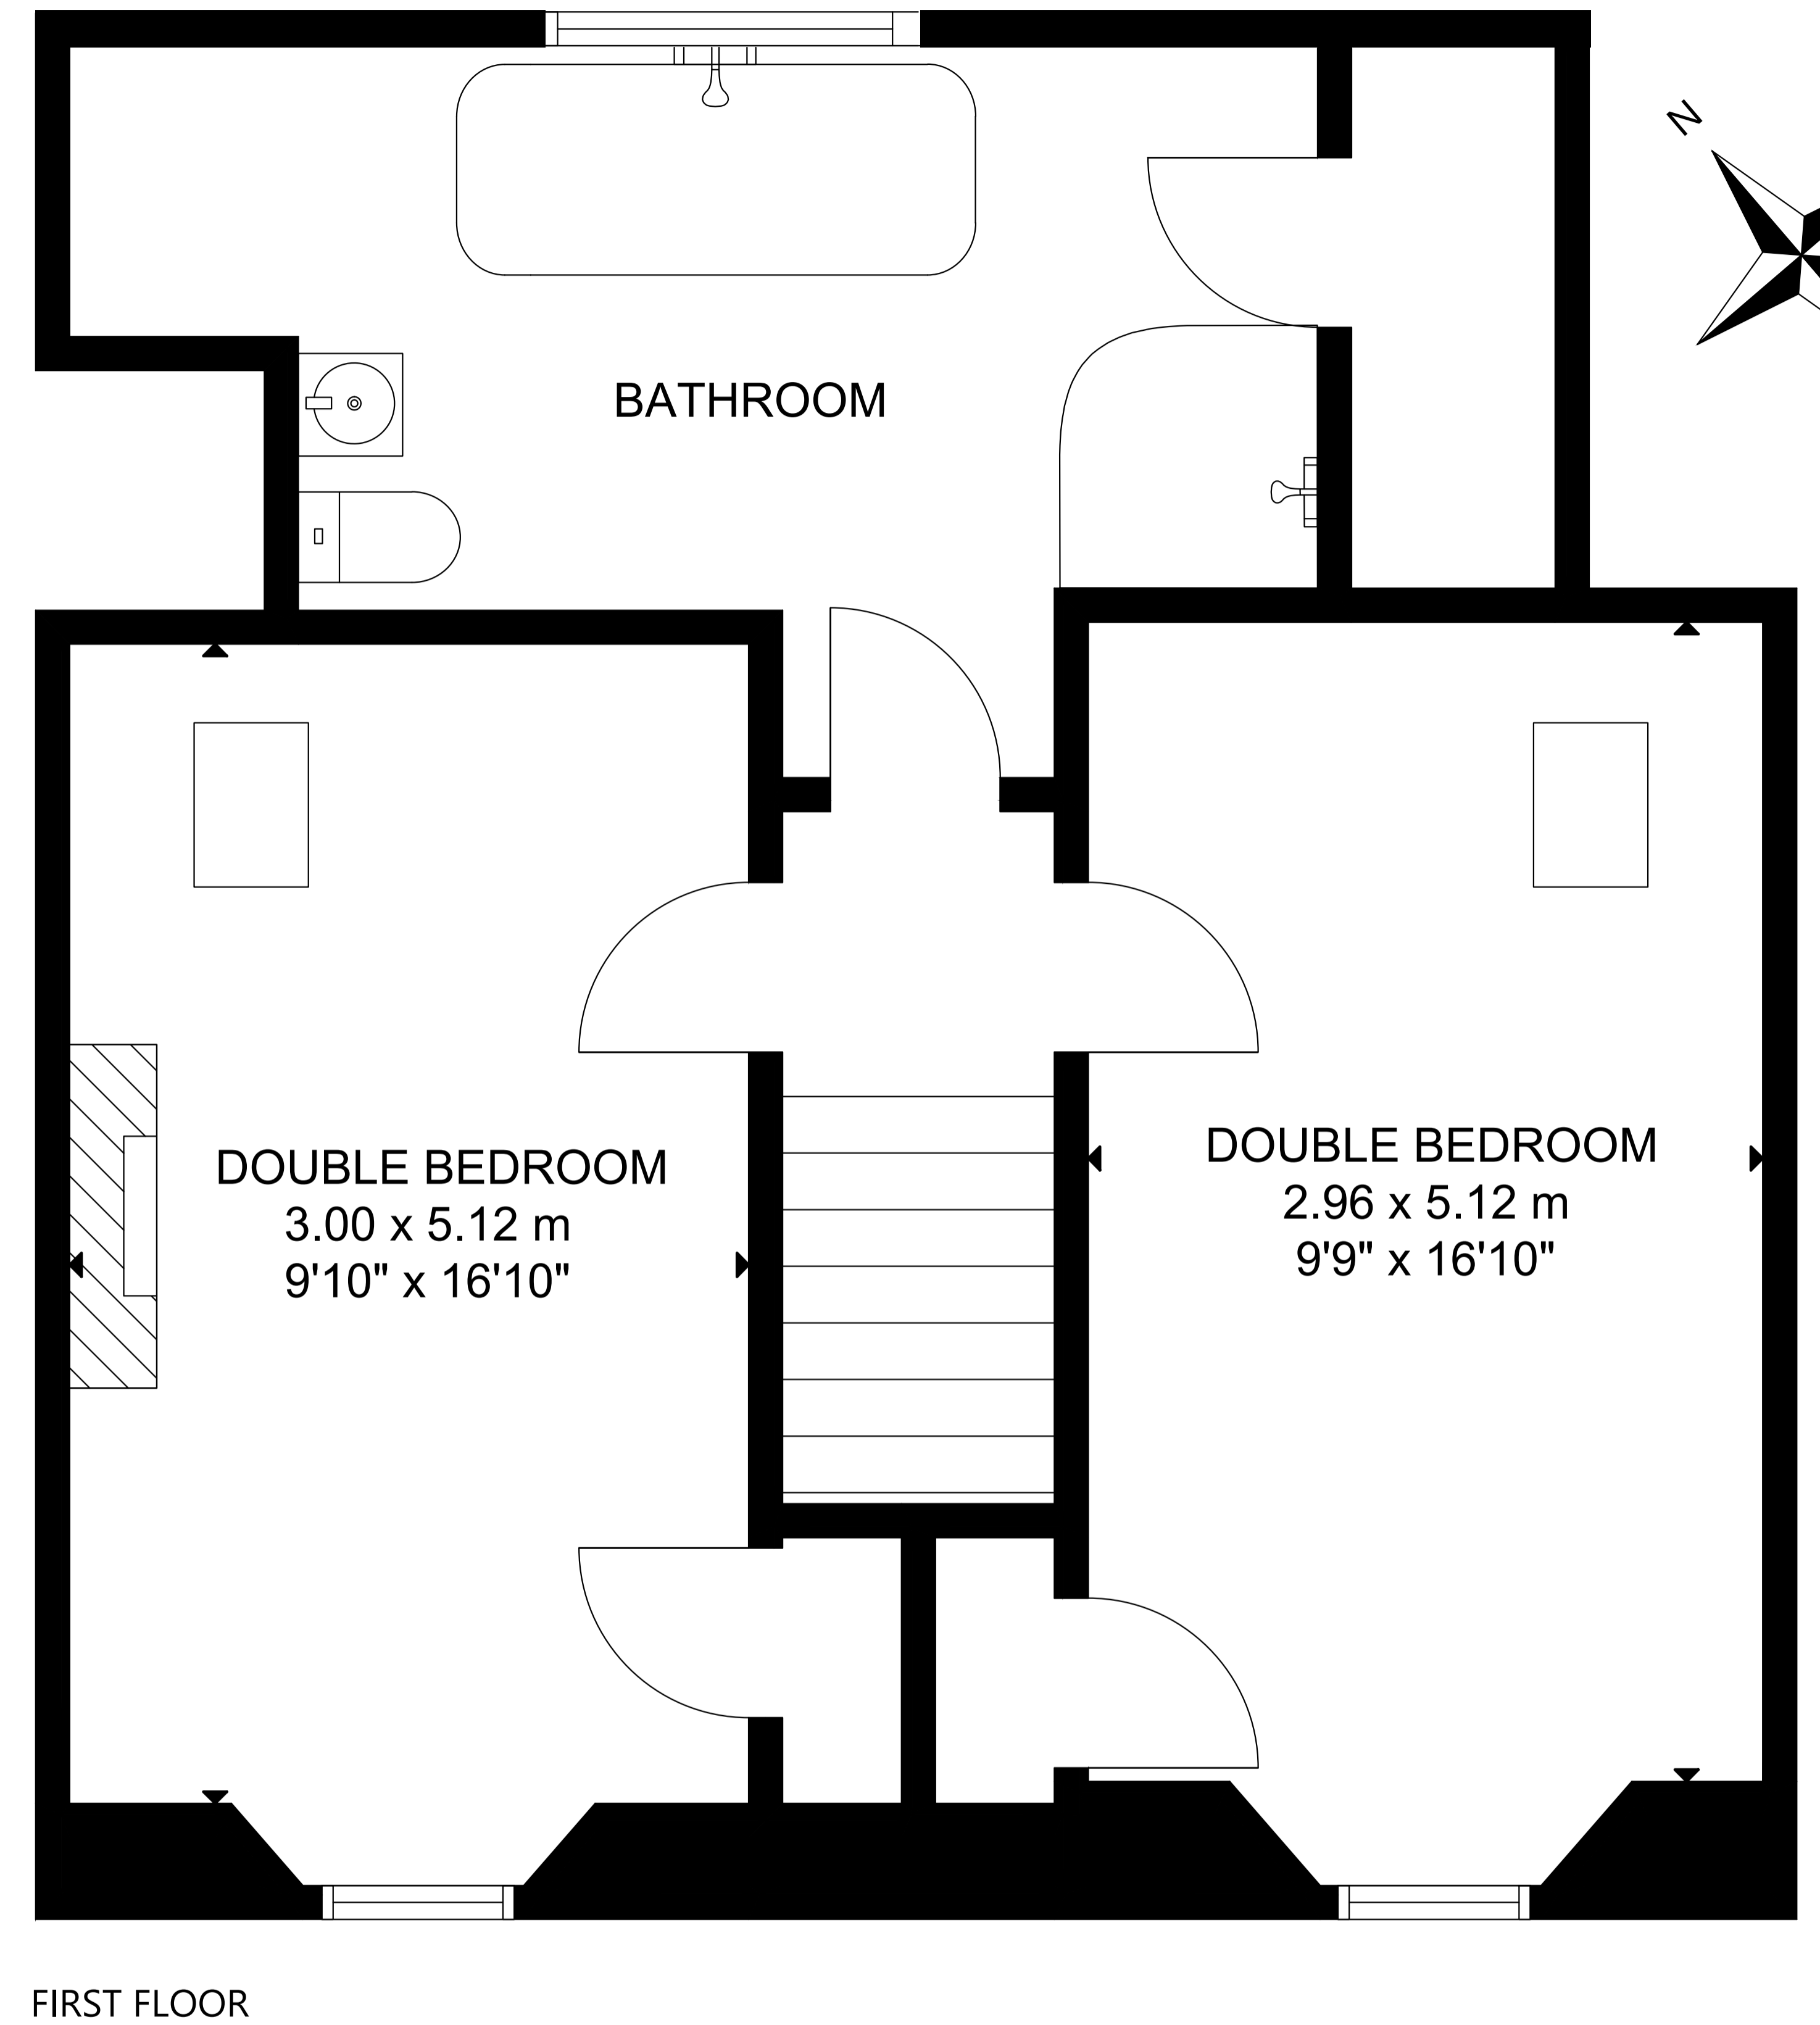 N
BATHROOM
DOUBLE BEDROOM
3.00 x 5.12 m
9'10" x 16'10"
DOUBLE BEDROOM
2.96 x 5.12 m
9'9" x 16'10"
FIRST FLOOR